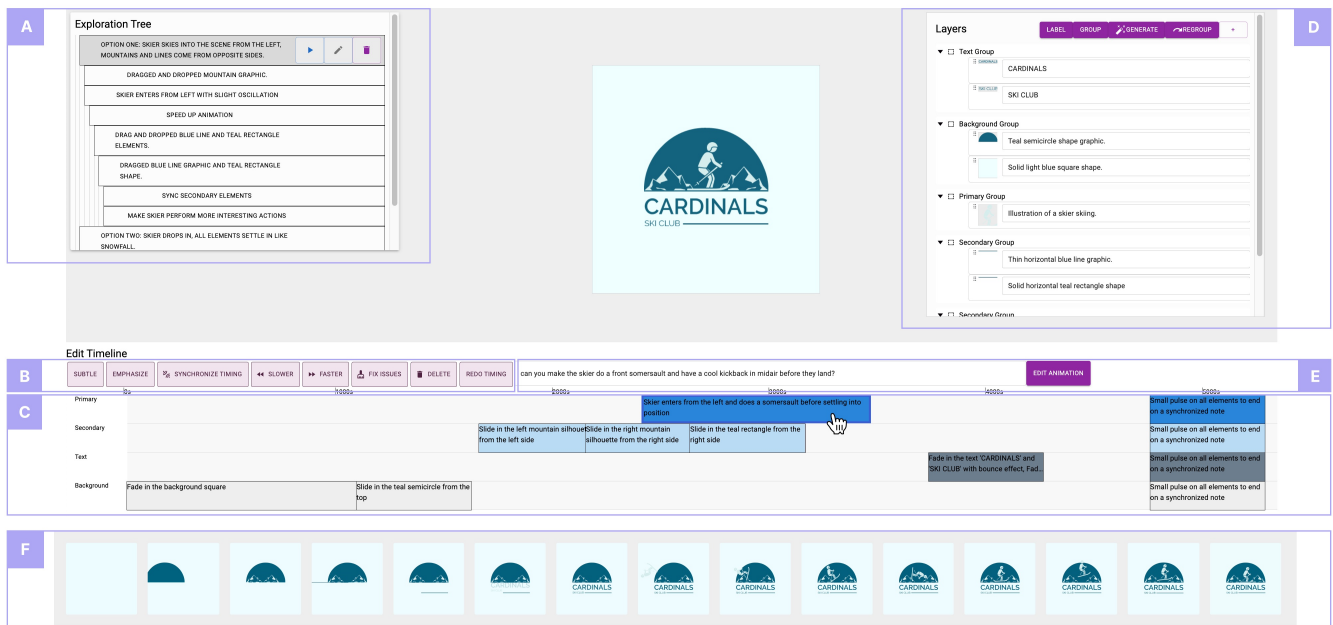 A
Exploration Tree
OPTION ONE: SKIER SKIES INTO THE SCENE FROM THE LEFT,
MOUNTAINS AND LINES COME FROM OPPOSITE SIDES.
DRAGGED AND DROPPED MOUNTAIN GRAPHIC.
SKIER ENTERS FROM LEFT WITH SLIGHT OSCILLATION
SPEED UP ANIMATION
DRAG AND DROPPED BLUE LINE AND TEAL RECTANGLE
ELEMENTS.
DRAGGED BLUE LINE GRAPHIC AND TEAL RECTANGLE
SHAPE.
SYNC SECONDARY ELEMENTS
MAKE SKIER PERFORM MORE INTERESTING ACTIONS
OPTION TWO: SKIER DROPS IN, ALL ELEMENTS SETTLE IN LIKE
SNOWFALL.
CARDINALS
SKI CLUB
D
Layers
LABEL GROUP GENERATE REGROUP +
Text Group
CARDINALS
CARDINALS
SKI CLUB
SKI CLUB
Background Group
Teal semicircle shape graphic.
Solid light blue square shape.
Primary Group
Illustration of a skier skiing.
Secondary Group
Thin horizontal blue line graphic.
Solid horizontal teal rectangle shape
Secondary Group
Edit Timeline
B
SUBTLE EMPHASIZE SYNCHRONIZE TIMING SLOWER FASTER FIX ISSUES DELETE REDO TIMING
can you make the skier do a front somersault and have a cool kickback in midair before they land?
EDIT ANIMATION
E
0s 1000s 2000s 3000s 4000s 5000s
C
Primary
Skier enters from the left and does a somersault before settling into
position
Small pulse on all elements to end
on a synchronized note
Secondary
Slide in the left mountain silhouet
from the left side
Slide in the right mountain
silhouette from the right side
Slide in the teal rectangle from the
right side
Small pulse on all elements to end
on a synchronized note
Text
Fade in the text 'CARDINALS' and
'SKI CLUB' with bounce effect, Fad..
Small pulse on all elements to end
on a synchronized note
Background
Fade in the background square
Slide in the teal semicircle from the
top
Small pulse on all elements to end
on a synchronized note
F
CARDINALS
CARDINALS
CARDINALS
CARDINALS
CARDINALS
CARDINALS
CARDINALS
CARDINALS
CARDINALS